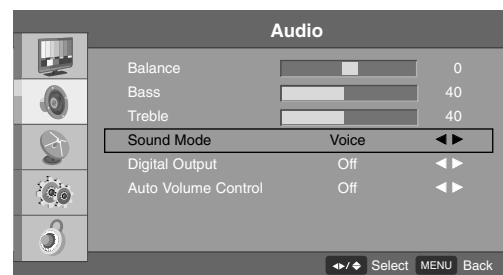 Audio
Balance 0
Bass 40
Treble 40
Sound Mode Voice
Digital Output Off
Auto Volume Control Off
Select MENU Back